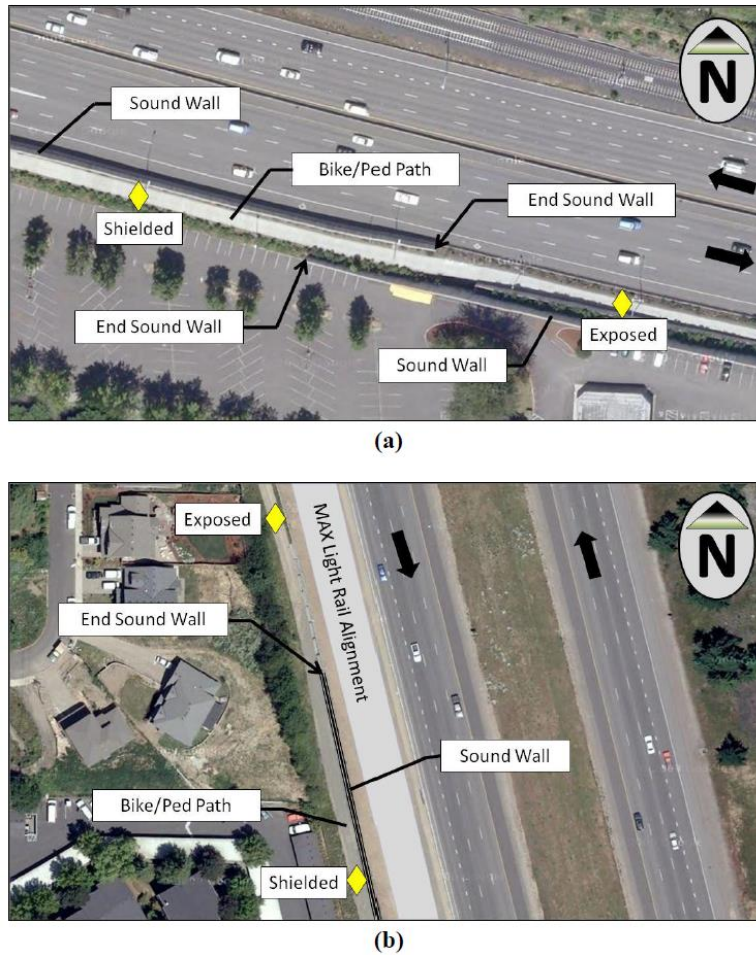 N
Sound Wall
Bike/Ped Path
End Sound Wall
Shielded
End Sound Wall
Exposed
Sound Wall
(a)
N
Exposed
MAX Light Rail Alignment
End Sound Wall
Sound Wall
Bike/Ped Path
Shielded
(b)